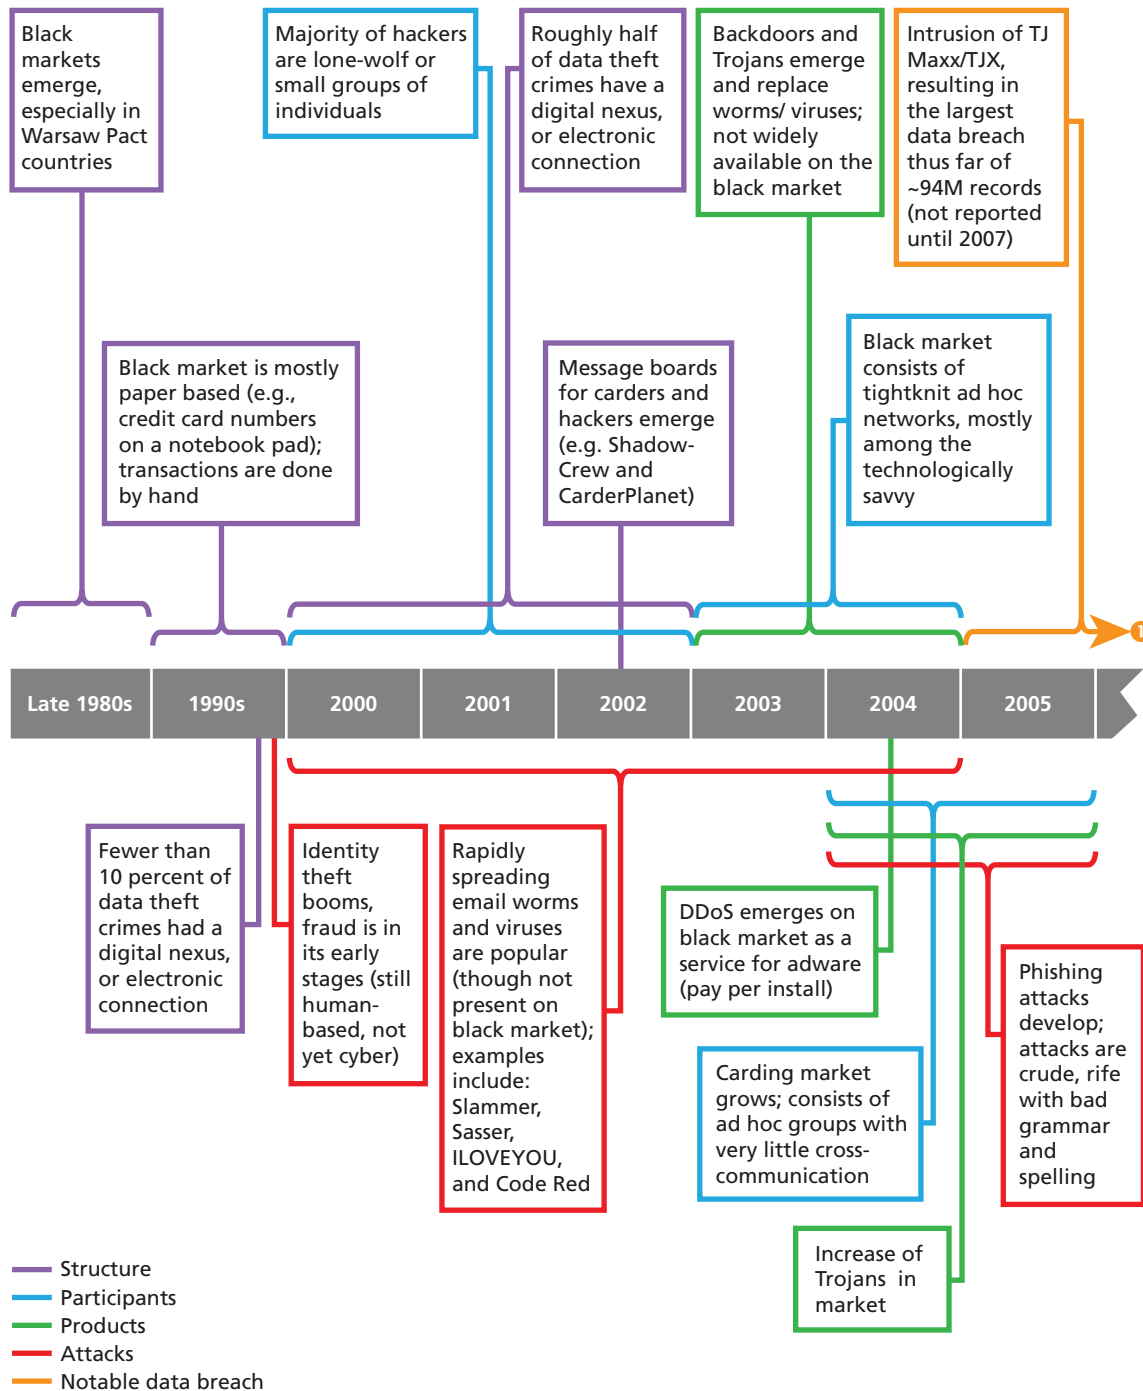 Black
markets
emerge,
especially in
Warsaw Pact
countries
Majority of hackers
are lone-wolf or
small groups of
individuals
Roughly half
of data theft
crimes have a
digital nexus,
or electronic
connection
Backdoors and
Trojans emerge
and replace
worms/ viruses;
not widely
available on the
black market
Intrusion of TJ
Maxx/TJX,
resulting in
the largest
data breach
thus far of
~94M records
(not reported
until 2007)
Black market is mostly
paper based (e.g.,
credit card numbers
on a notebook pad);
transactions are done
by hand
Message boards
for carders and
hackers emerge
(e.g. Shadow-
Crew and
CarderPlanet)
Black market
consists of
tightknit ad hoc
networks, mostly
among the
technologically
savvy
1
Late 1980s
1990s
2000
2001
2002
2003
2004
2005
Fewer than
10 percent of
data theft
crimes had a
digital nexus,
or electronic
connection
Identity
theft
booms,
fraud is in
its early
stages (still
human-
based, not
yet cyber)
Rapidly
spreading
email worms
and viruses
are popular
(though not
present on
black market);
examples
include:
Slammer,
Sasser,
ILOVEYOU,
and Code Red
DDoS emerges on
black market as a
service for adware
(pay per install)
Carding market
grows; consists of
ad hoc groups with
very little cross-
communication
Phishing
attacks
develop;
attacks are
crude, rife
with bad
grammar
and
spelling
Increase of
Trojans in
market
Structure
Participants
Products
Attacks
Notable data breach